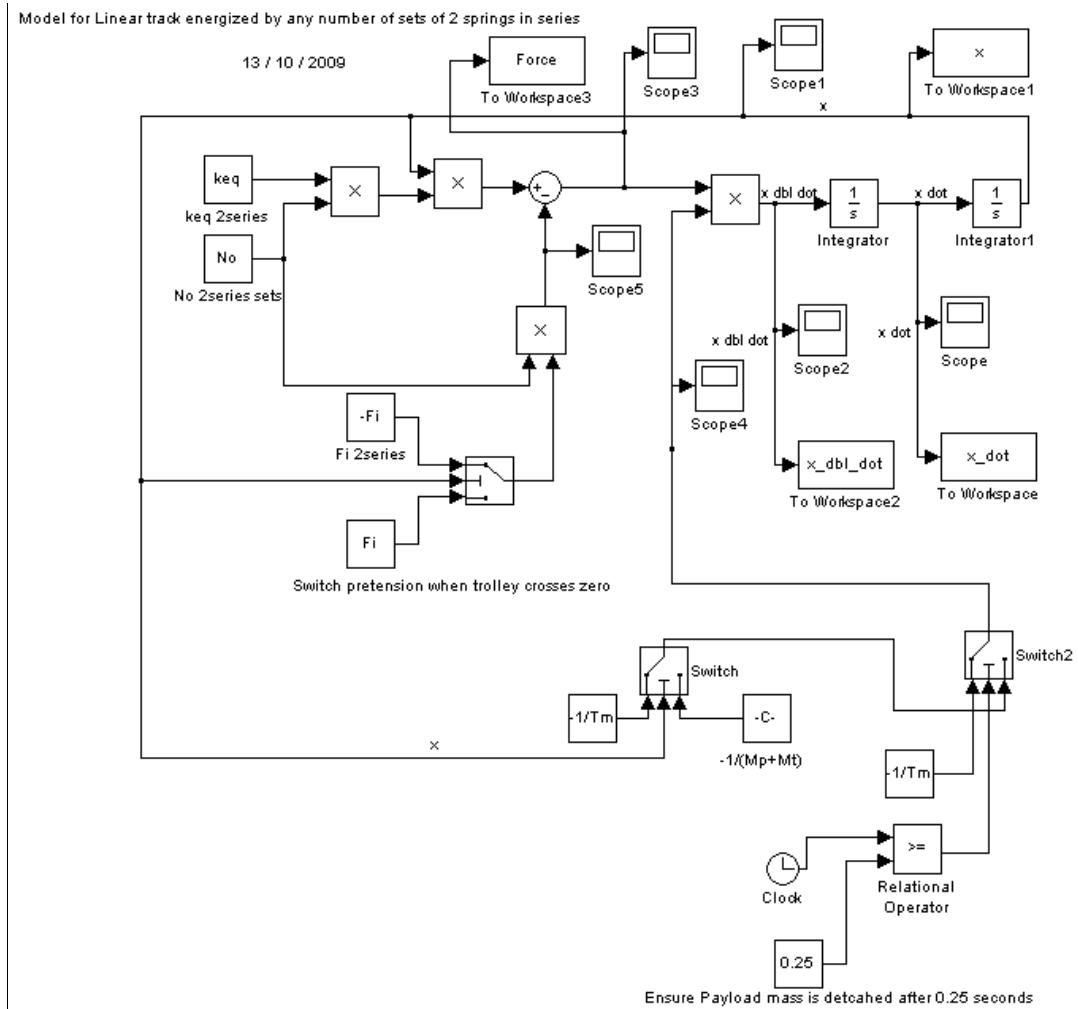 Model for Linear track energized by any number of sets of 2 springs in series
13 / 10 / 2009
Force
To Workspace3
Scope3
Scope1
x
To Workspace1
x
keq
keq 2series
×
×
+
-
×
x dbl dot
1
s
Integrator
x dot
1
s
Integrator1
No
No 2series sets
Scope5
×
Scope2
x dbl dot
Scope
x dot
Scope4
-Fi
Fi 2series
x_dbl_dot
To Workspace2
x_dot
To Workspace
Fi
Switch pretension when trolley crosses zero
Switch
Switch2
-1/Tm
-C-
-1/(Mp+Mt)
x
-1/Tm
>=
Relational
Operator
Clock
0.25
Ensure Payload mass is detcahed after 0.25 seconds